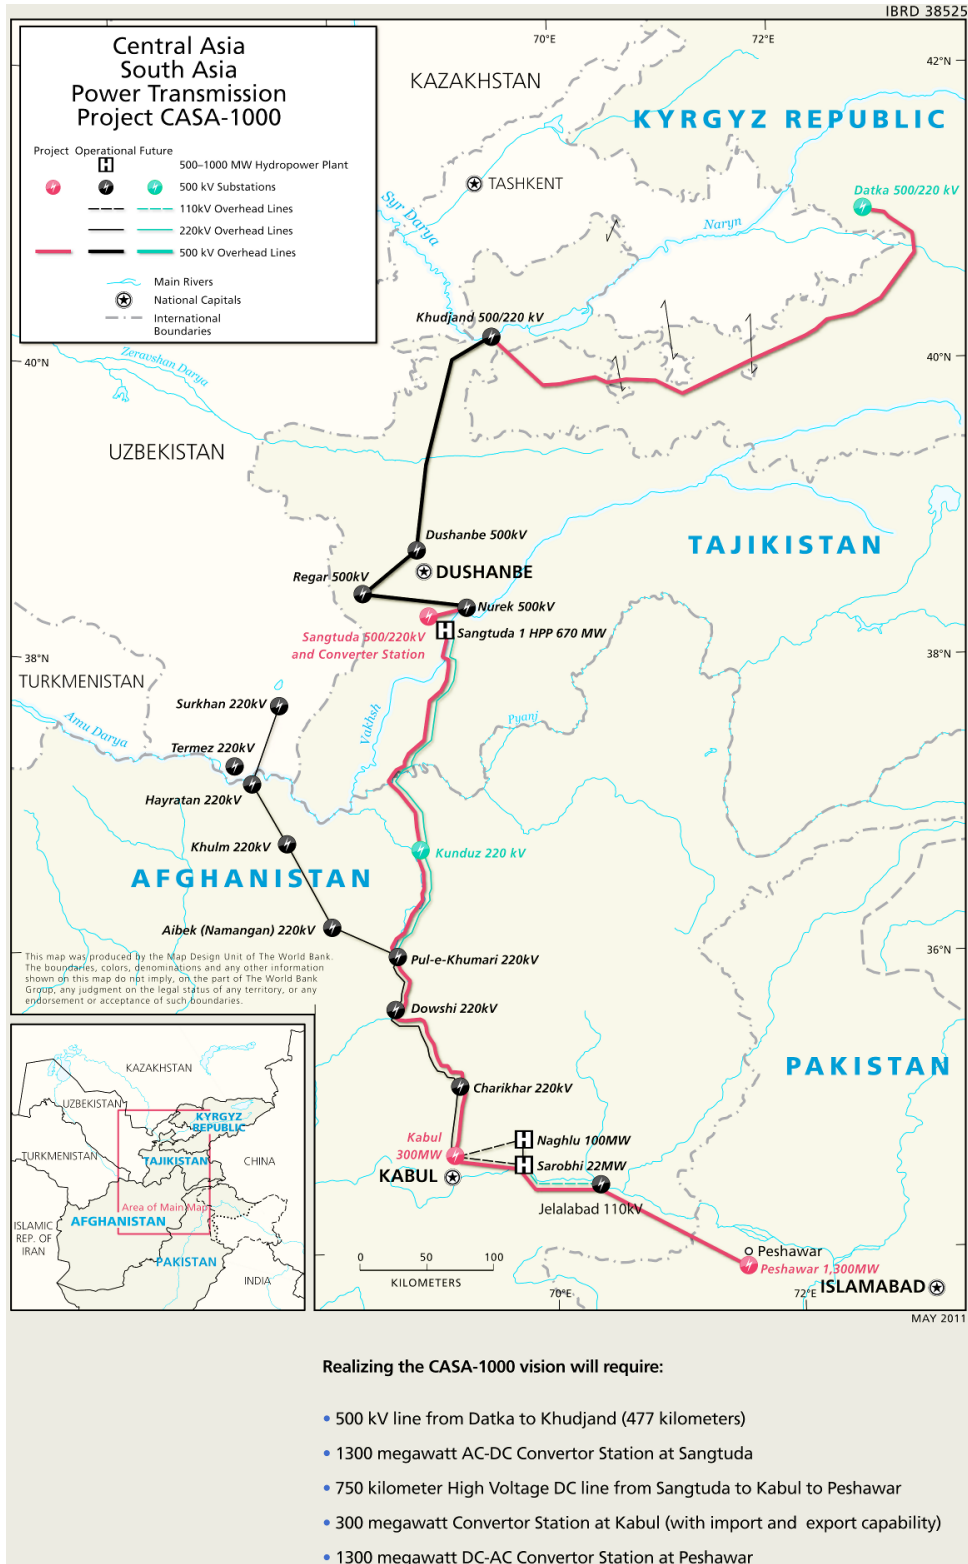 IBRD 38525
70°E
72°E
42°N
Central Asia
South Asia
Power Transmission
Project CASA-1000
Project Operational Future
500–1000 MW Hydropower Plant
500 kV Substations
110kV Overhead Lines
220kV Overhead Lines
500 kV Overhead Lines
Main Rivers
National Capitals
International
Boundaries
KAZAKHSTAN
KYRGYZ REPUBLIC
TASHKENT
Datka 500/220 kV
Syr Darya
Naryn
Khudjand 500/220 kV
40°N
40°N
Zeravshan Darya
UZBEKISTAN
Dushanbe 500kV
TAJIKISTAN
DUSHANBE
Regar 500kV
Nurek 500kV
Sangtuda 500/220kV
and Converter Station
Sangtuda 1 HPP 670 MW
38°N
38°N
TURKMENISTAN
Surkhan 220kV
Vakhsh
Pyanj
Amu Darya
Termez 220kV
Hayratan 220kV
Khulm 220kV
Kunduz 220 kV
AFGHANISTAN
Aibek (Namangan) 220kV
36°N
Pul-e-Khumari 220kV
This map was produced by the Map Design Unit of The World Bank.
The boundaries, colors, denominations and any other information
shown on this map do not imply, on the part of The World Bank
Group, any judgment on the legal status of any territory, or any
endorsement or acceptance of such boundaries.
Dowshi 220kV
PAKISTAN
Charikhar 220kV
Kabul
300MW
Naghlu 100MW
Sarobhi 22MW
KABUL
Jelalabad 110kV
Peshawar
Peshawar 1,300MW
ISLAMABAD
0 50 100
KILOMETERS
70°E
72°E
KAZAKHSTAN
UZBEKISTAN
KYRGYZ
REPUBLIC
TURKMENISTAN
TAJIKISTAN
CHINA
Area of Main Map
AFGHANISTAN
ISLAMIC
REP. OF
IRAN
PAKISTAN
INDIA
MAY 2011
Realizing the CASA-1000 vision will require:
• 500 kV line from Datka to Khudjand (477 kilometers)
• 1300 megawatt AC-DC Convertor Station at Sangtuda
• 750 kilometer High Voltage DC line from Sangtuda to Kabul to Peshawar
• 300 megawatt Convertor Station at Kabul (with import and export capability)
• 1300 megawatt DC-AC Convertor Station at Peshawar